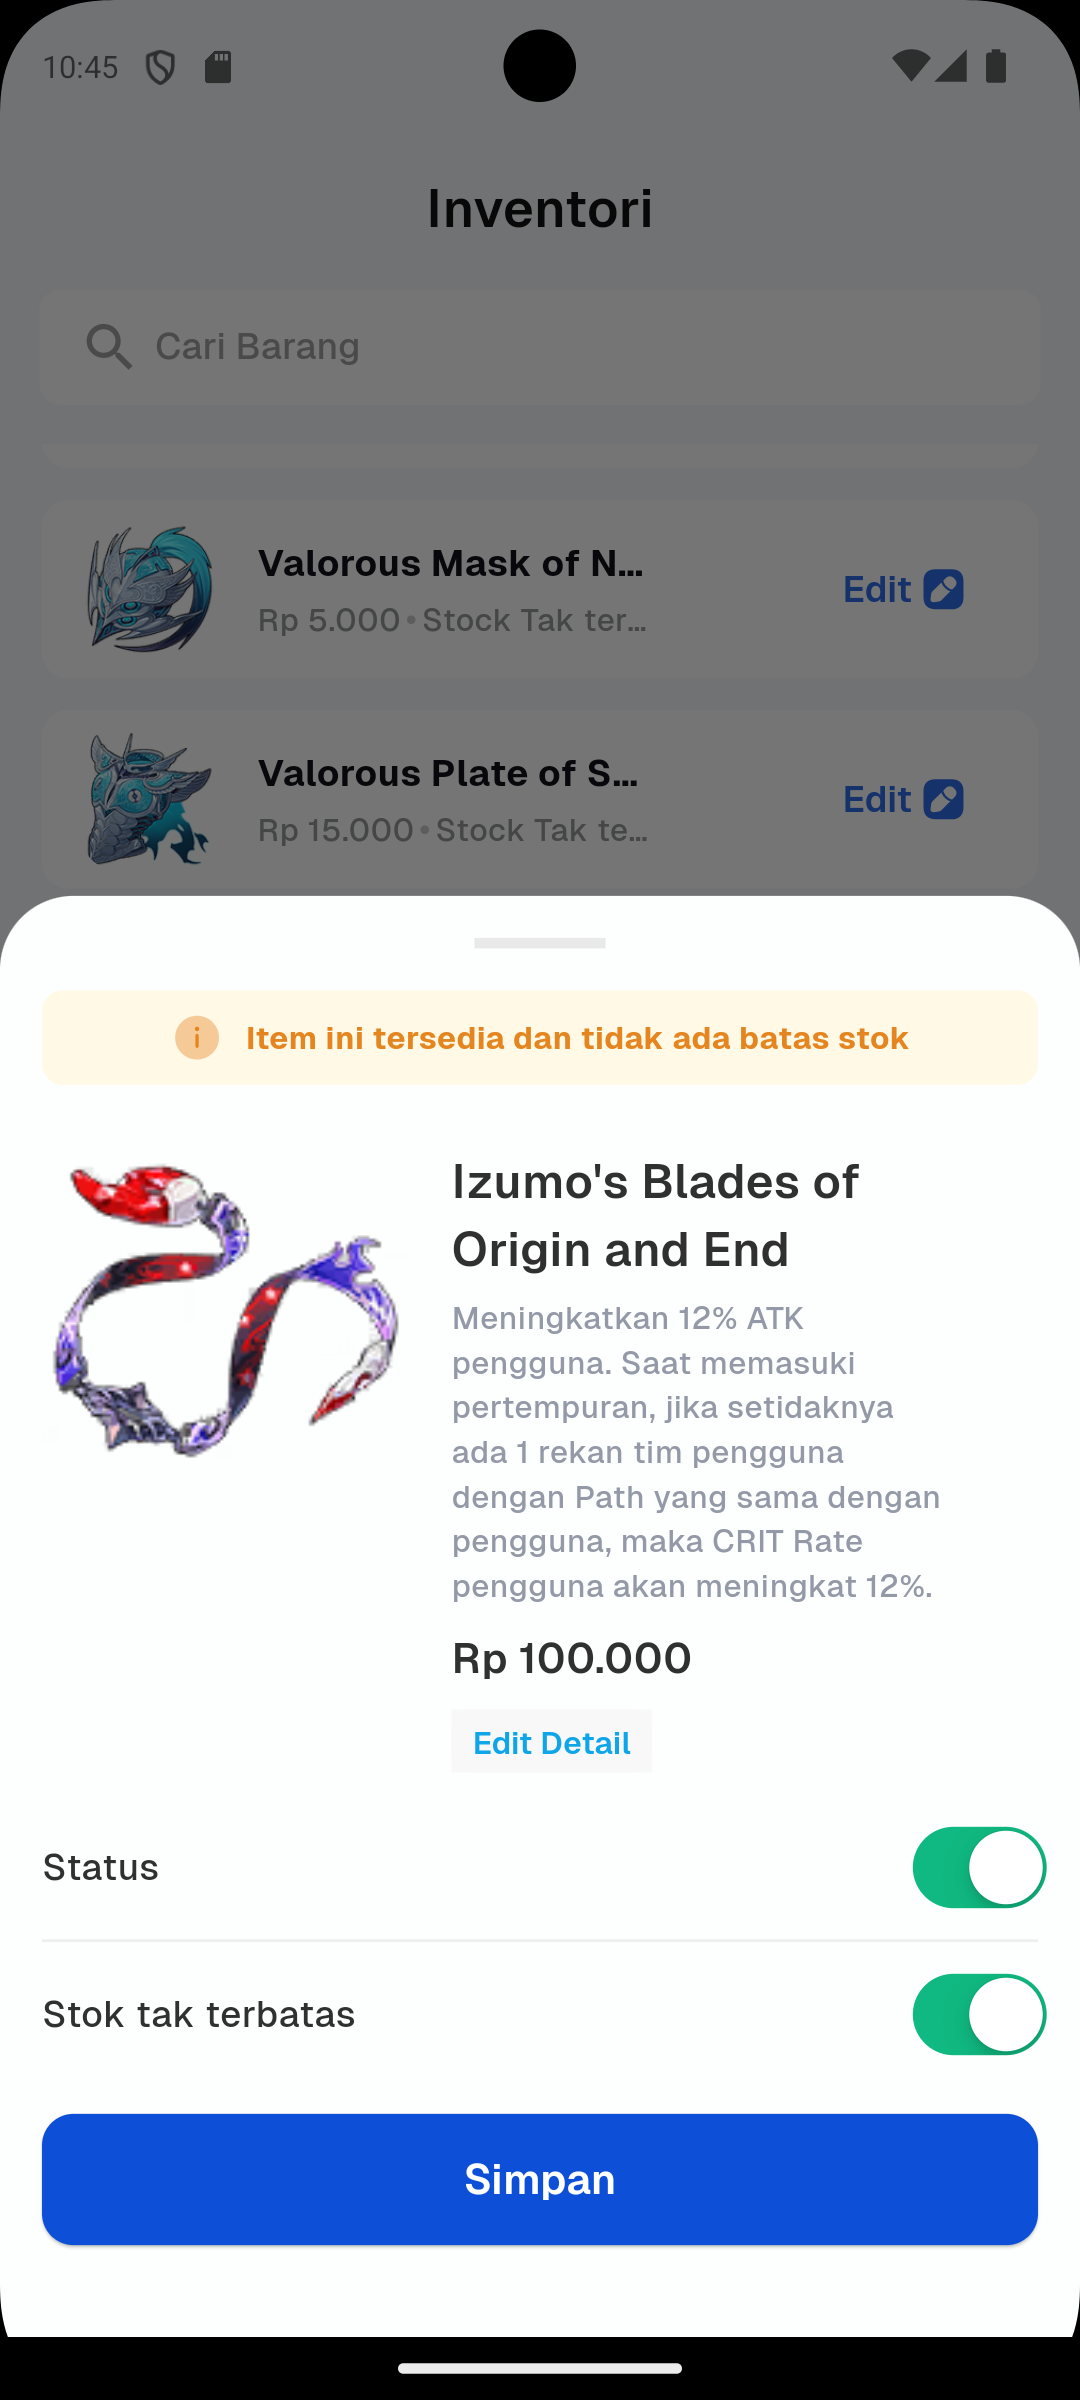 10:45
Inventori
Cari Barang
Valorous Mask of N...
Rp 5.000•Stock Tak ter...
Edit
Valorous Plate of S...
Rp 15.000•Stock Tak te...
Edit
Item ini tersedia dan tidak ada batas stok
Izumo's Blades of
Origin and End
Meningkatkan 12% ATK
pengguna. Saat memasuki
pertempuran, jika setidaknya
ada 1 rekan tim pengguna
dengan Path yang sama dengan
pengguna, maka CRIT Rate
pengguna akan meningkat 12%.
Rp 100.000
Edit Detail
Status
Stok tak terbatas
Simpan